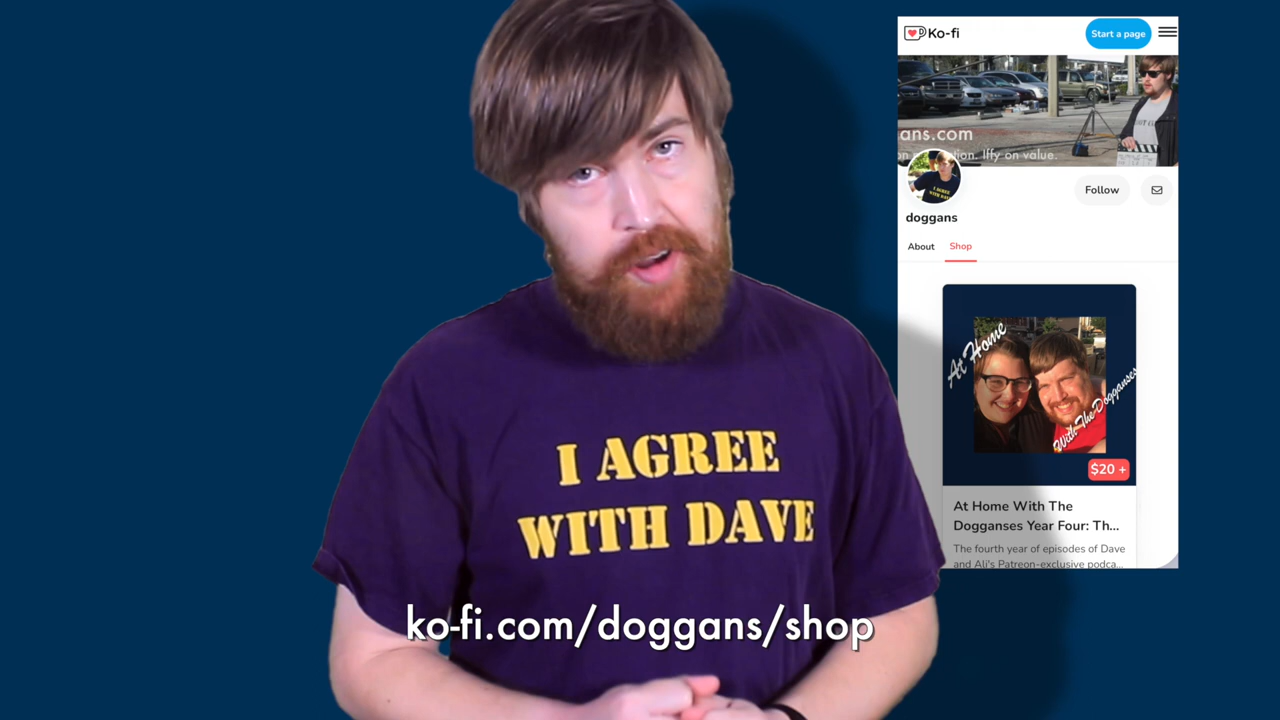 Ko-fi
Start a page
ans.com
tion. Iffy on value.
I AGREE
Follow
doggans
About
Shop
At Home
With The Dogganses
$20 +
At Home With The
Dogganses Year Four: Th...
The fourth year of episodes of Dave
and Ali's Patreon-exclusive podca...
I AGREE
WITH DAVE
ko-fi.com/doggans/shop